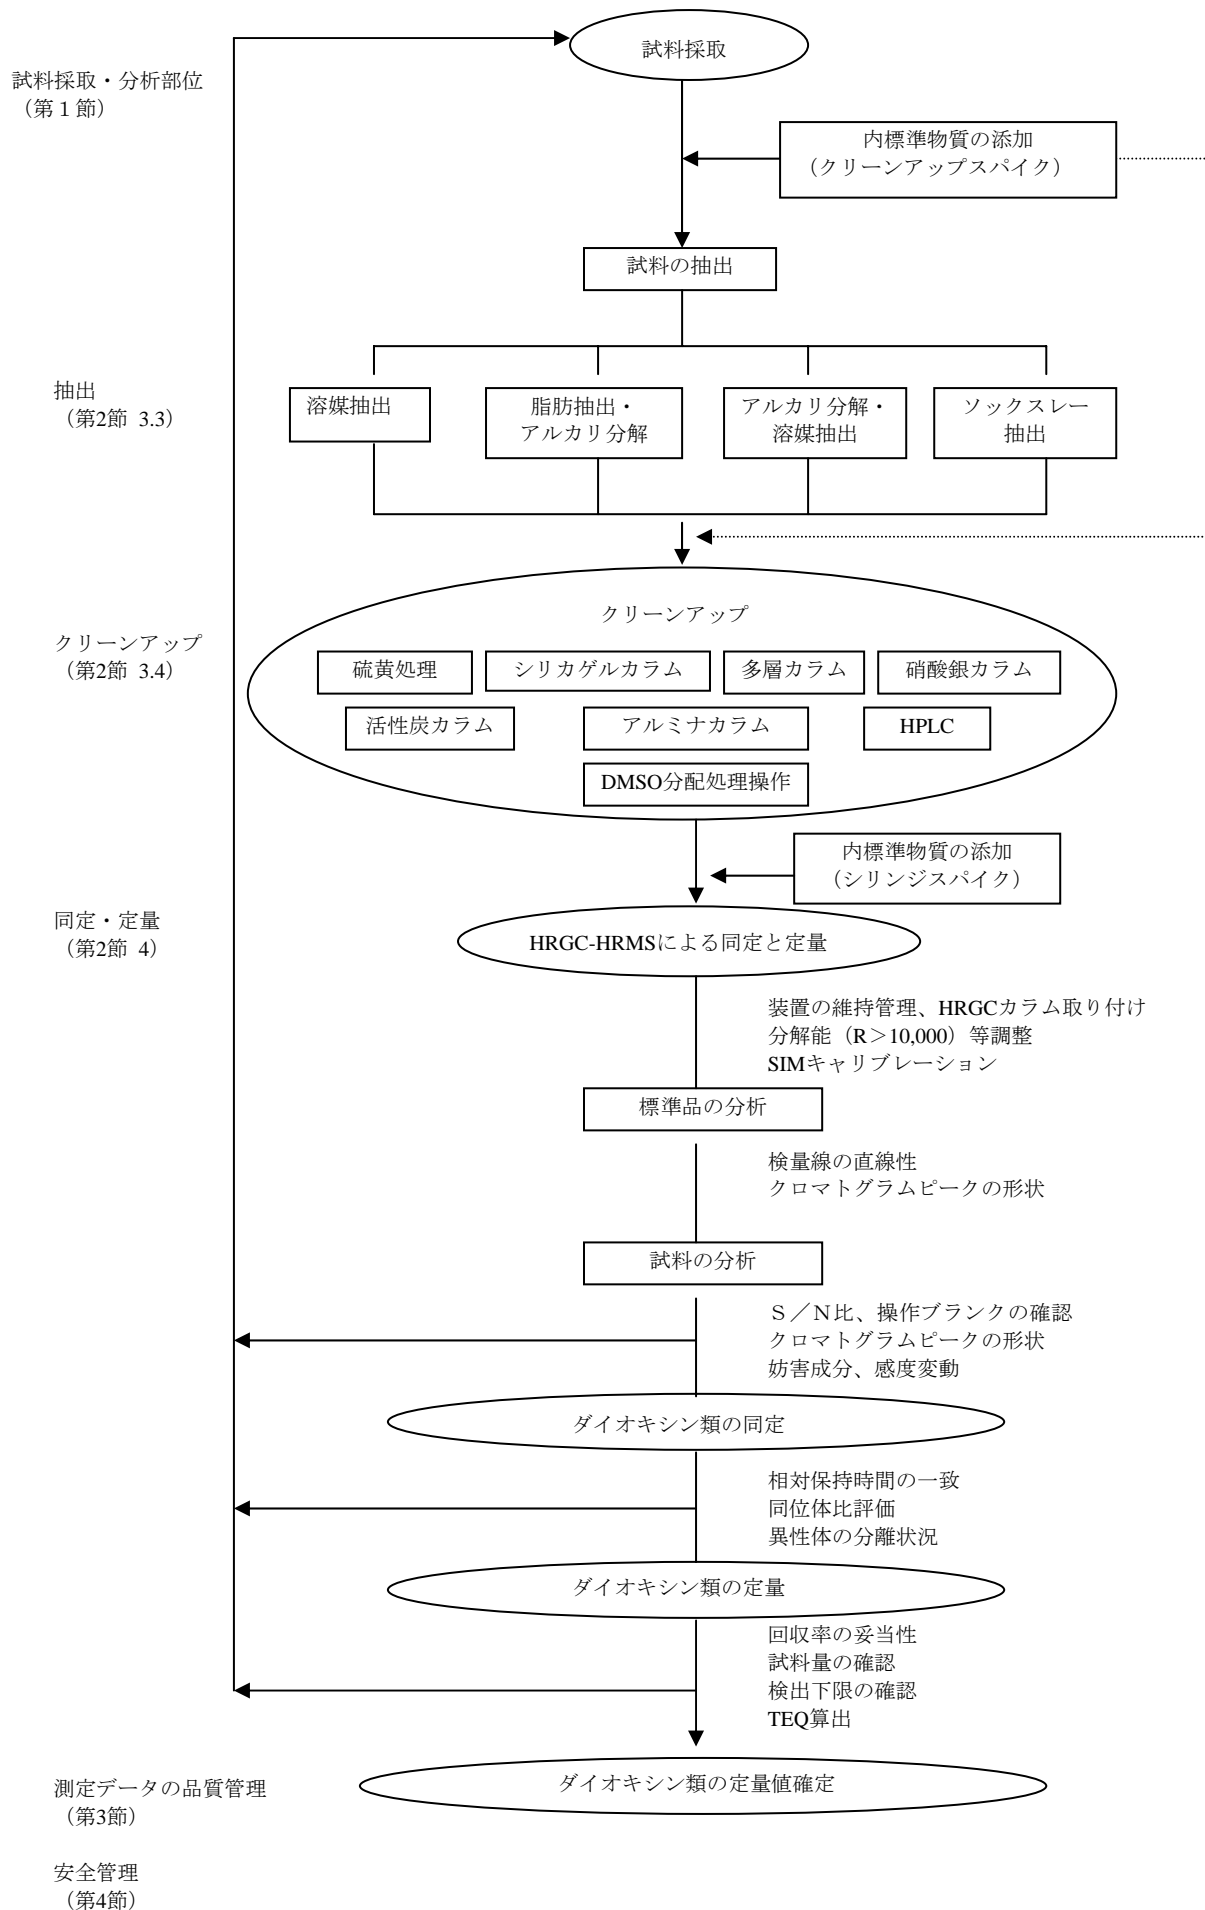 試料採取
試料採取・分析部位
（第１節）
内標準物質の添加
（クリーンアップスパイク）
試料の抽出
抽出
（第2節 3.3）
溶媒抽出
脂肪抽出・
アルカリ分解
アルカリ分解・
溶媒抽出
ソックスレー
抽出
クリーンアップ
（第2節 3.4）
クリーンアップ
硫黄処理
シリカゲルカラム
多層カラム
硝酸銀カラム
活性炭カラム
アルミナカラム
HPLC
DMSO分配処理操作
内標準物質の添加
（シリンジスパイク）
同定・定量
（第2節 4）
HRGC-HRMSによる同定と定量
装置の維持管理、HRGCカラム取り付け
分解能（R＞10,000）等調整
SIMキャリブレーション
標準品の分析
検量線の直線性
クロマトグラムピークの形状
試料の分析
Ｓ／Ｎ比、操作ブランクの確認
クロマトグラムピークの形状
妨害成分、感度変動
ダイオキシン類の同定
相対保持時間の一致
同位体比評価
異性体の分離状況
ダイオキシン類の定量
回収率の妥当性
試料量の確認
検出下限の確認
TEQ算出
ダイオキシン類の定量値確定
測定データの品質管理
（第3節）
安全管理
（第4節）